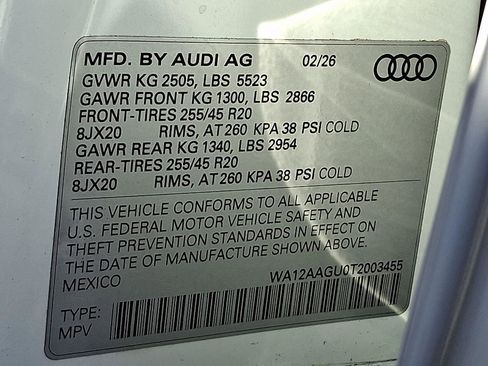 MFD. BY AUDI AG 02/26
GVWR KG 2505, LBS 5523
GAWR FRONT KG 1300, LBS 2866
FRONT-TIRES 255/45 R20
8JX20 RIMS, AT 260 KPA 38 PSI COLD
GAWR REAR KG 1340, LBS 2954
REAR-TIRES 255/45 R20
8JX20 RIMS, AT 260 KPA 38 PSI COLD
THIS VEHICLE CONFORMS TO ALL APPLICABLE
U.S. FEDERAL MOTOR VEHICLE SAFETY AND
THEFT PREVENTION STANDARDS IN EFFECT ON
THE DATE OF MANUFACTURE SHOWN ABOVE.
MEXICO WA12AAGU0T2003455
TYPE:
MPV